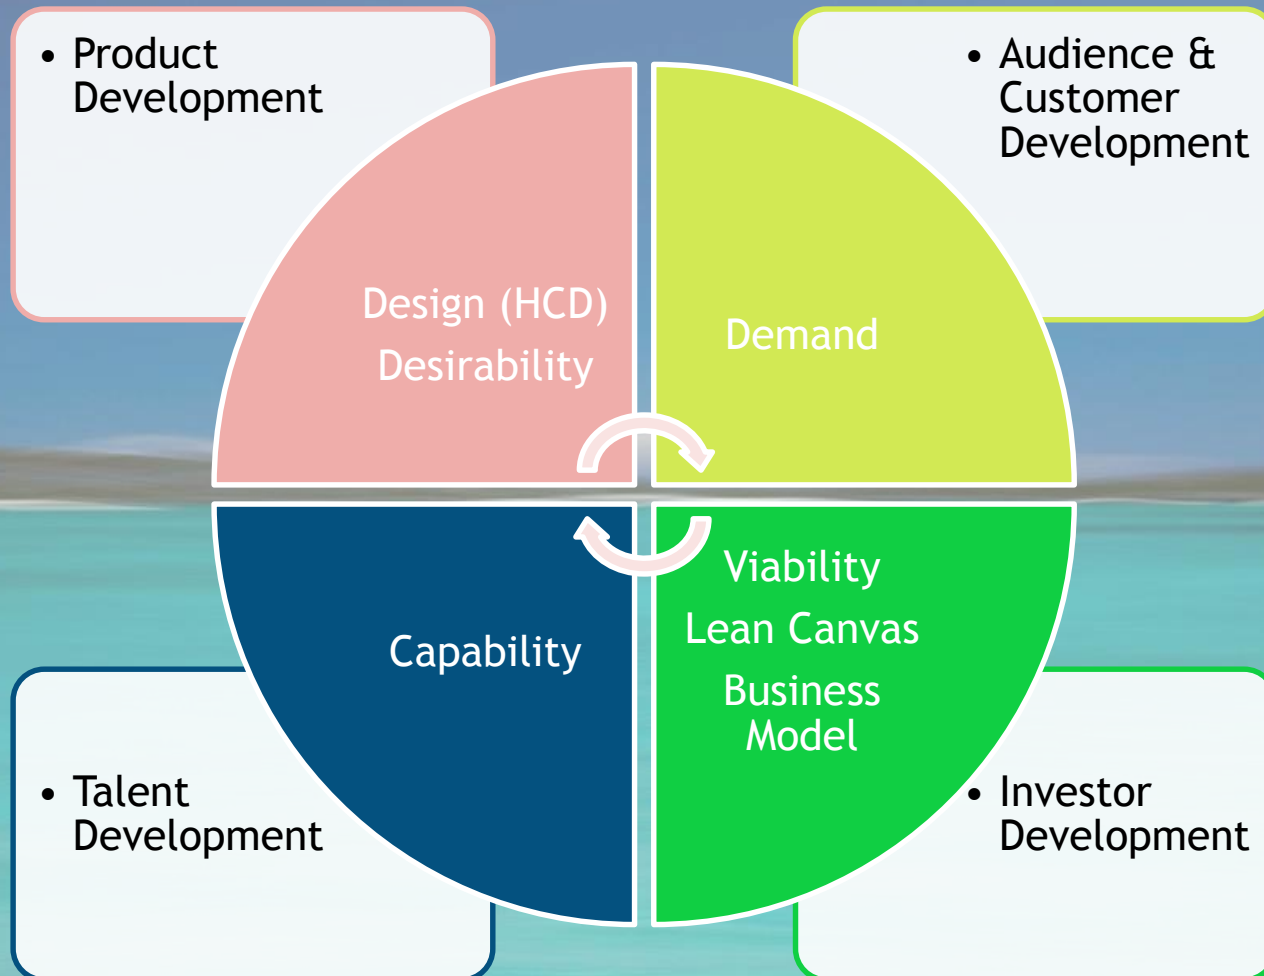 • Product
Development
• Audience &
Customer
Development
Design (HCD)
Desirability
Demand
Capability
Viability
Lean Canvas
Business
Model
• Talent
Development
• Investor
Development